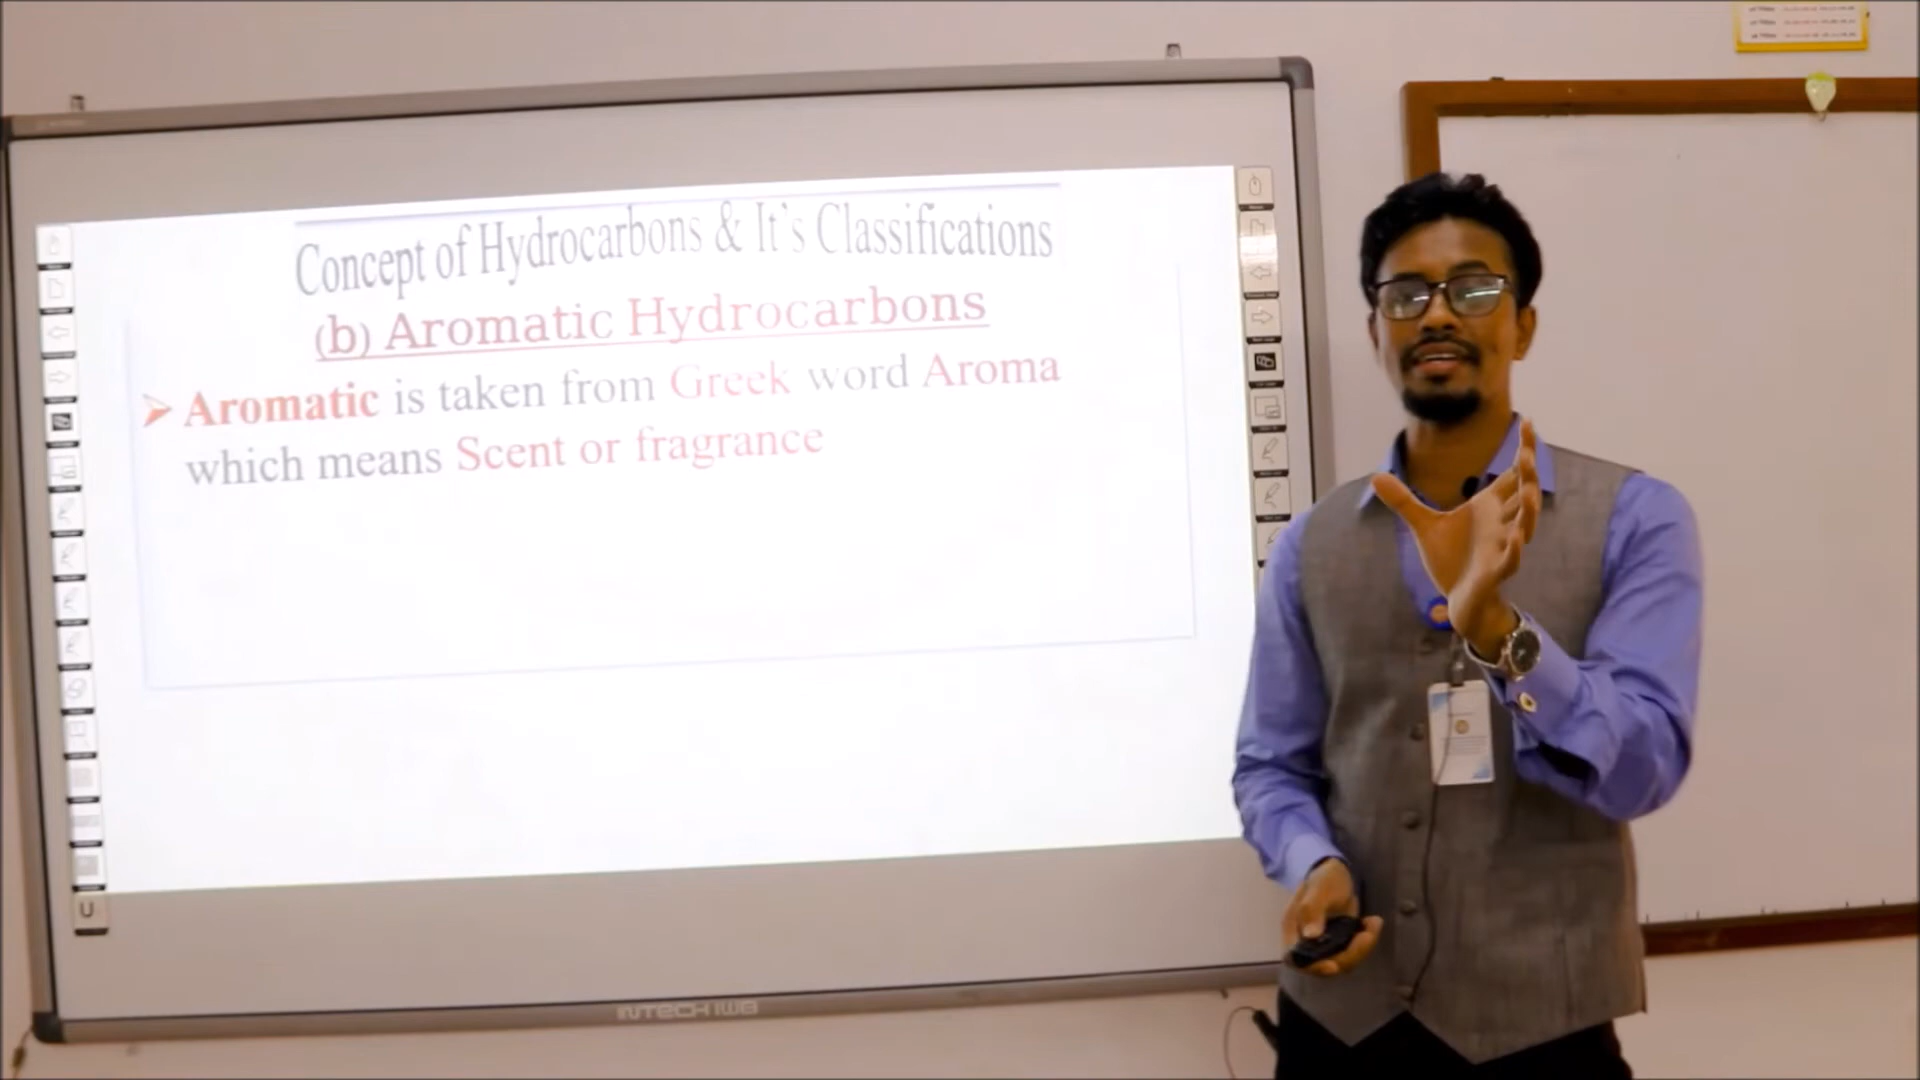 Concept of Hydrocarbons & It's Classifications
(b) Aromatic Hydrocarbons
Aromatic is taken from Greek word Aroma
which means Scent or fragrance
U
INTECH IWB